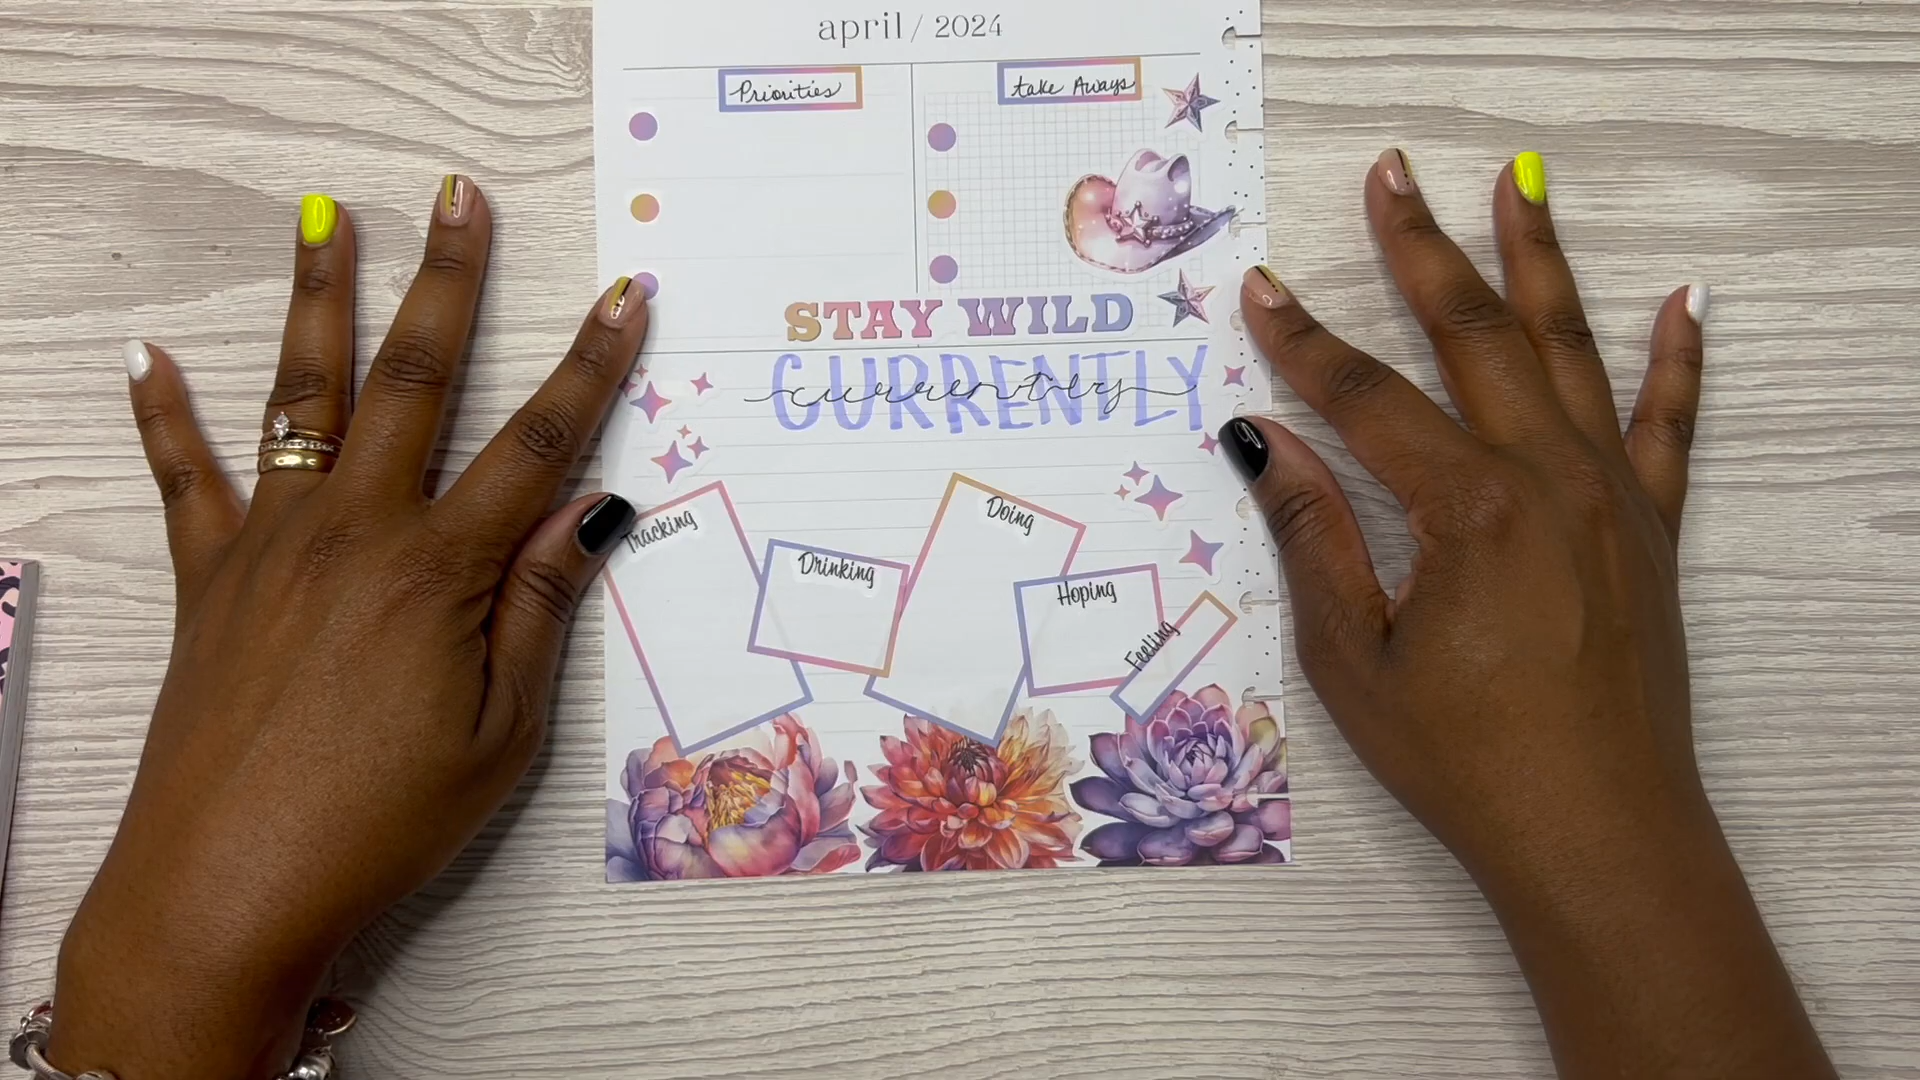 april / 2024
Priorities
take Aways
STAY WILD
CURRENTLY
currently
Tracking
Drinking
Doing
Hoping
Feeling